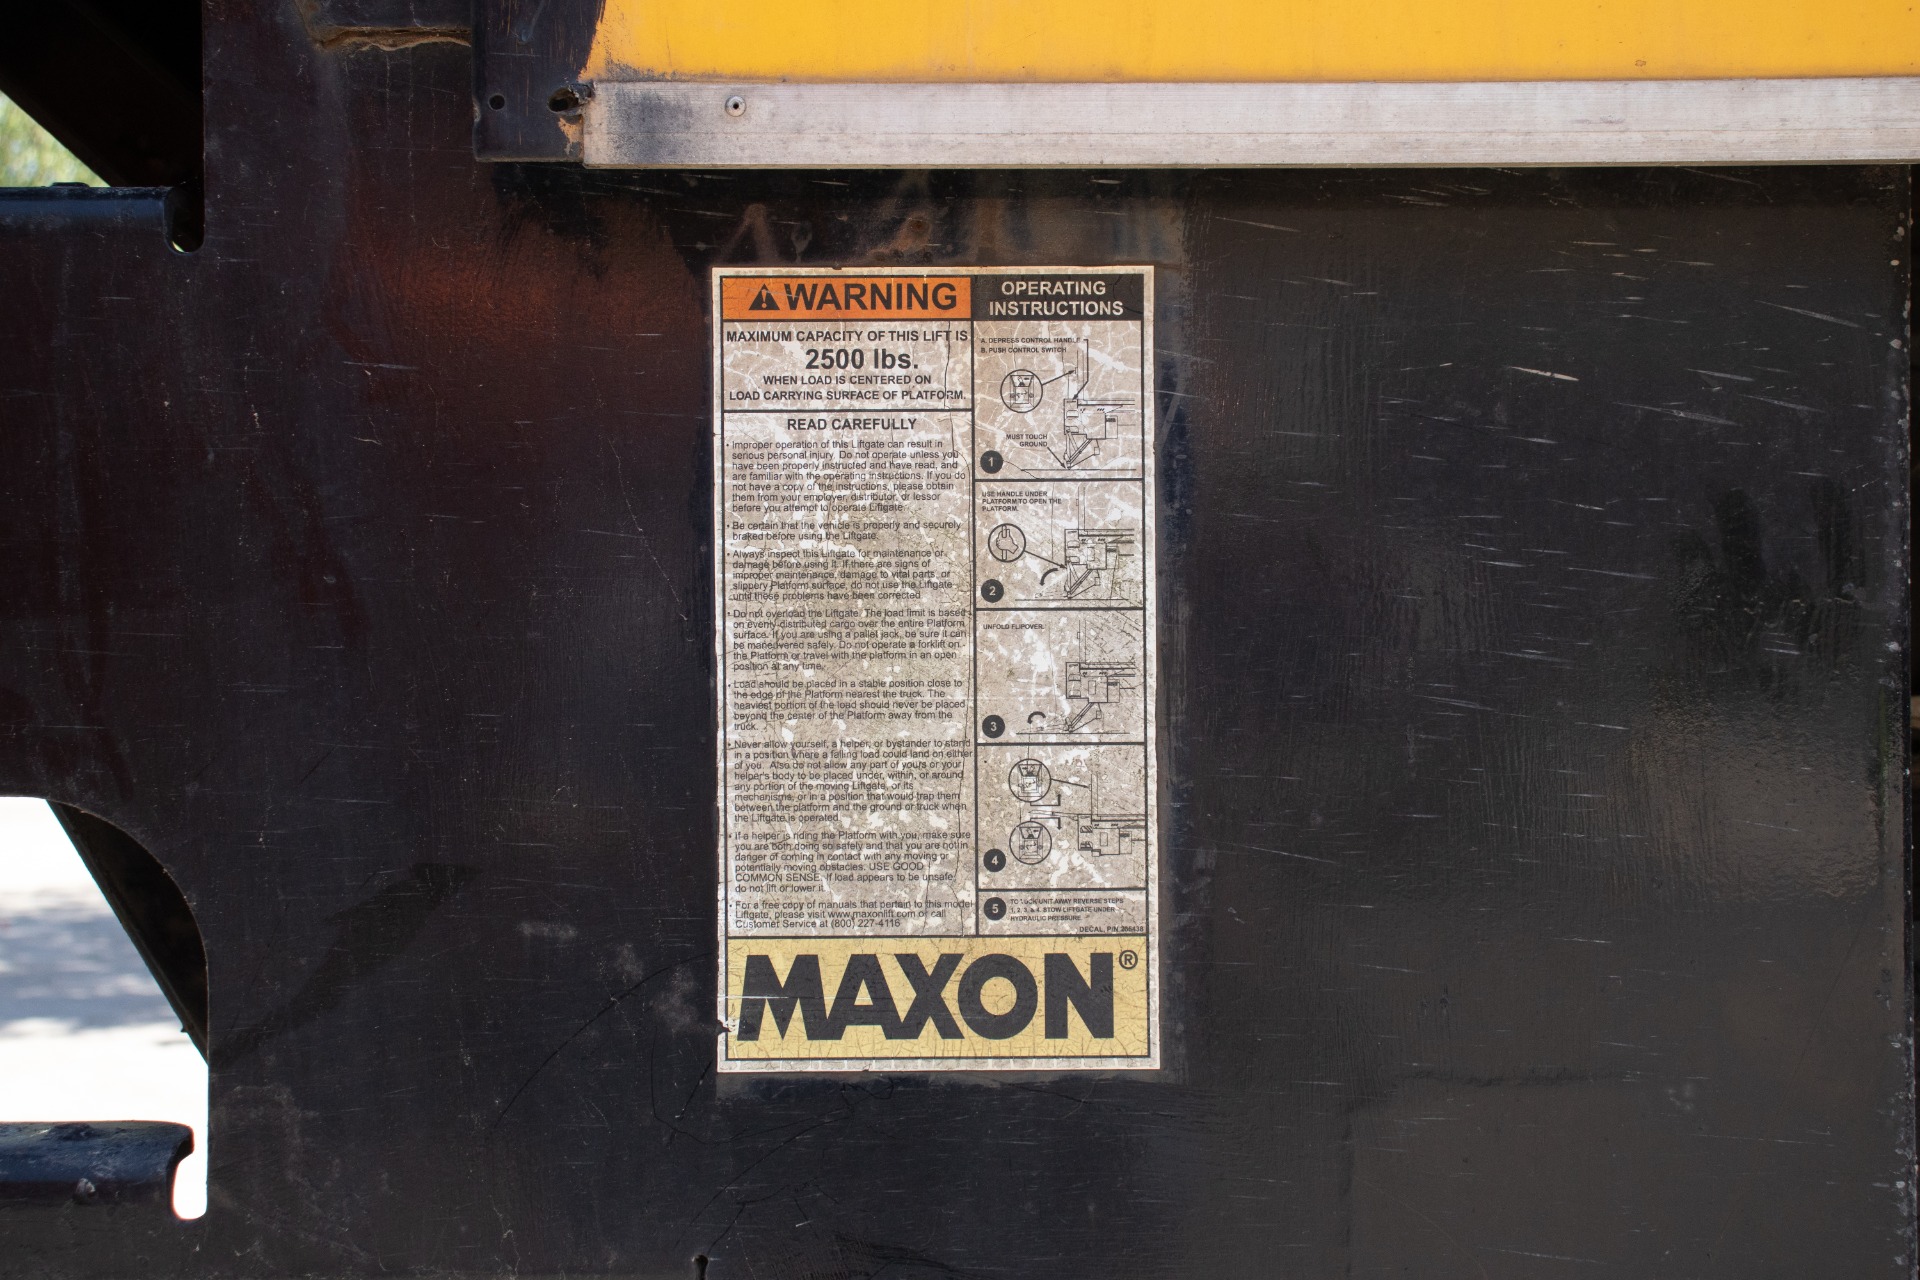 WARNING
MAXIMUM CAPACITY OF THIS LIFT IS
2500 lbs.
WHEN LOAD IS CENTERED ON
LOAD CARRYING SURFACE OF PLATFORM.
READ CAREFULLY
• Improper operation of this Liftgate can result in
serious personal injury. Do not operate unless you
have been properly instructed and have read, and
are familiar with the operating instructions. If you do
not have a copy of the instructions, please obtain
them from your employer, distributor, or lessor
before you attempt to operate Liftgate.
• Be certain that the vehicle is properly and securely
braked before using the Liftgate.
• Always inspect this Liftgate for maintenance or
damage before using it. If there are signs of
improper maintenance, damage to vital parts, or
slippery Platform surface, do not use the Liftgate
until these problems have been corrected.
• Do not overload the Liftgate. The load limit is based
on evenly-distributed cargo over the entire Platform
surface. If you are using a pallet jack, be sure it can
be maneuvered safely. Do not operate a forklift on
the Platform or travel with the platform in an open
position at any time.
• Load should be placed in a stable position close to
the edge of the Platform nearest the truck. The
heaviest portion of the load should never be placed
beyond the center of the Platform away from the
truck.
• Never allow yourself, a helper, or bystander to stand
in a position where a falling load could land on either
of you. Also do not allow any part of yours or your
helper's body to be placed under, within, or around
any portion of the moving Liftgate, or its
mechanisms, or in a position that would trap them
between the platform and the ground or truck when
the Liftgate is operated.
• If a helper is riding the Platform with you, make sure
you are both doing so safely and that you are not in
danger of coming in contact with any moving or
potentially moving obstacles. USE GOOD
COMMON SENSE. If load appears to be unsafe,
do not lift or lower it.
• For a free copy of manuals that pertain to this model
Liftgate, please visit www.maxonlift.com or call
Customer Service at (800) 227-4116
OPERATING
INSTRUCTIONS
A. DEPRESS CONTROL HANDLE
B. PUSH CONTROL SWITCH
MUST TOUCH
GROUND
1
USE HANDLE UNDER
PLATFORM TO OPEN THE
PLATFORM.
2
UNFOLD FLIPOVER.
3
4
5
TO LOCK UNIT AWAY REVERSE STEPS
1, 2, 3, & 4. STOW LIFTGATE UNDER
HYDRAULIC PRESSURE
DECAL, P/N 266438
MAXON®